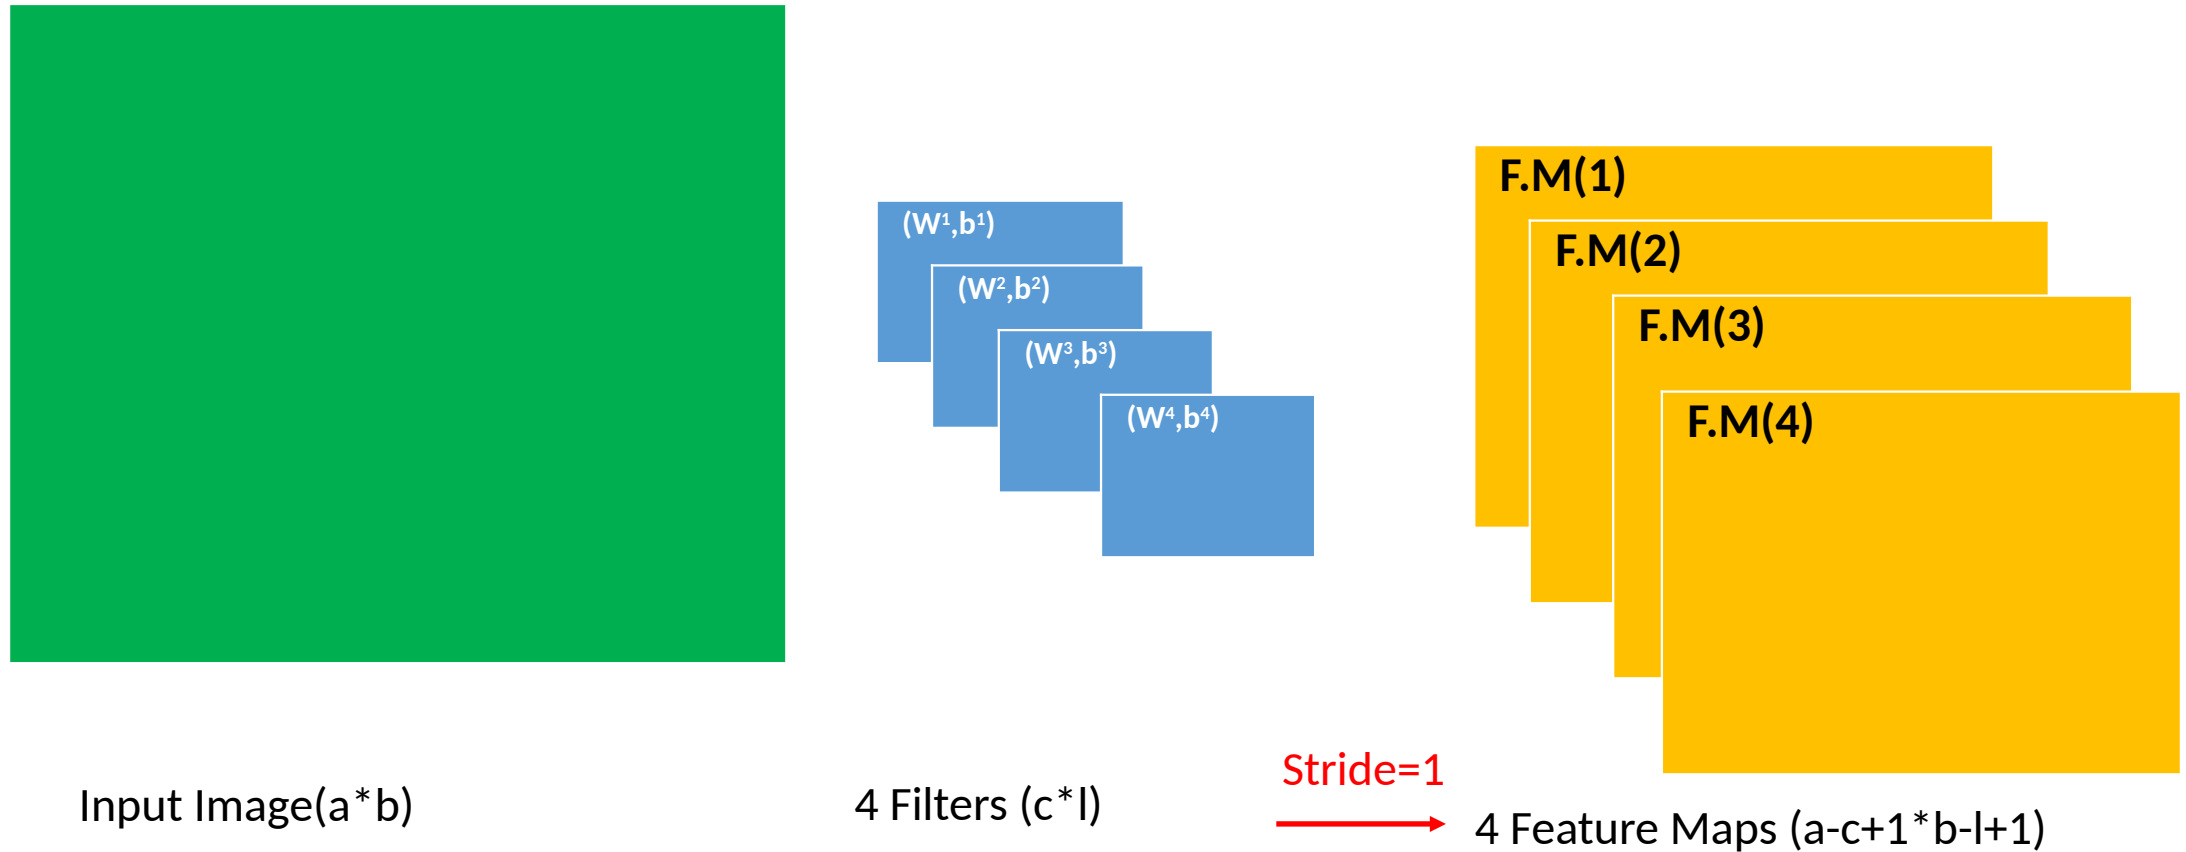 F.M(1)
F.M(2)
F.M(3)
F.M(4)
(W¹,b¹)
(W²,b²)
(W³,b³)
(W⁴,b⁴)
Stride=1
Input Image(a*b)
4 Filters (c*l)
4 Feature Maps (a-c+1*b-l+1)